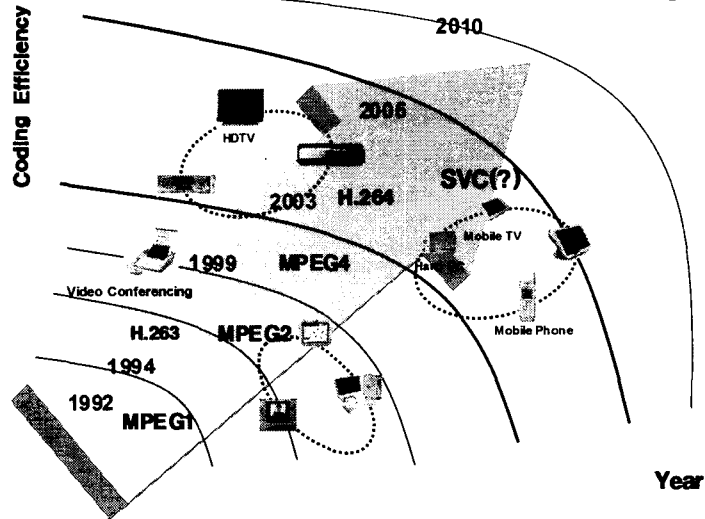 2010
Coding Efficiency
2006
HDTV
SVC(?)
2003
H.264
Mobile TV
1999
MPEG4
Video Conferencing
Mobile Phone
H.263
MPEG2
1994
1992
MPEG1
Year